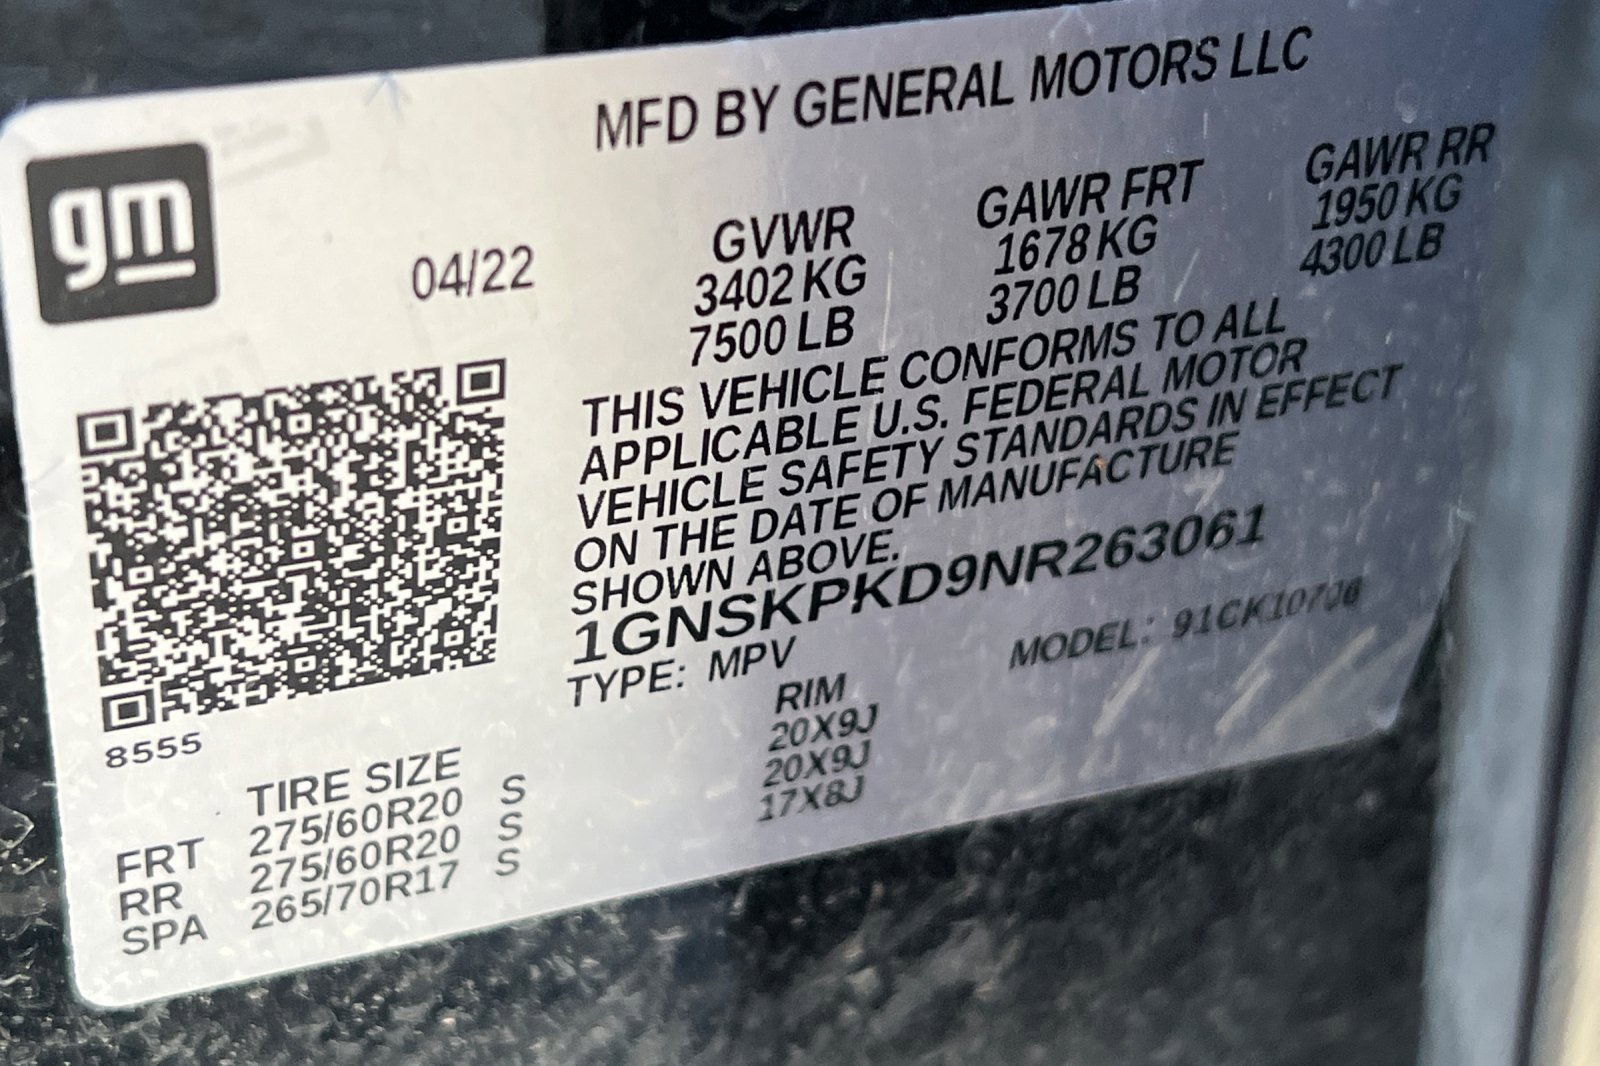 MFD BY GENERAL MOTORS LLC
gm
04/22
GVWR GAWR FRT GAWR RR
3402 KG 1678 KG 1950 KG
7500 LB 3700 LB 4300 LB
THIS VEHICLE CONFORMS TO ALL
APPLICABLE U.S. FEDERAL MOTOR
VEHICLE SAFETY STANDARDS IN EFFECT
ON THE DATE OF MANUFACTURE
SHOWN ABOVE.
1GNSKPKD9NR263061
TYPE: MPV MODEL:
8555
TIRE SIZE RIM
FRT 275/60R20 S 20X9J
RR 275/60R20 S 20X9J
SPA 265/70R17 S 17X8J